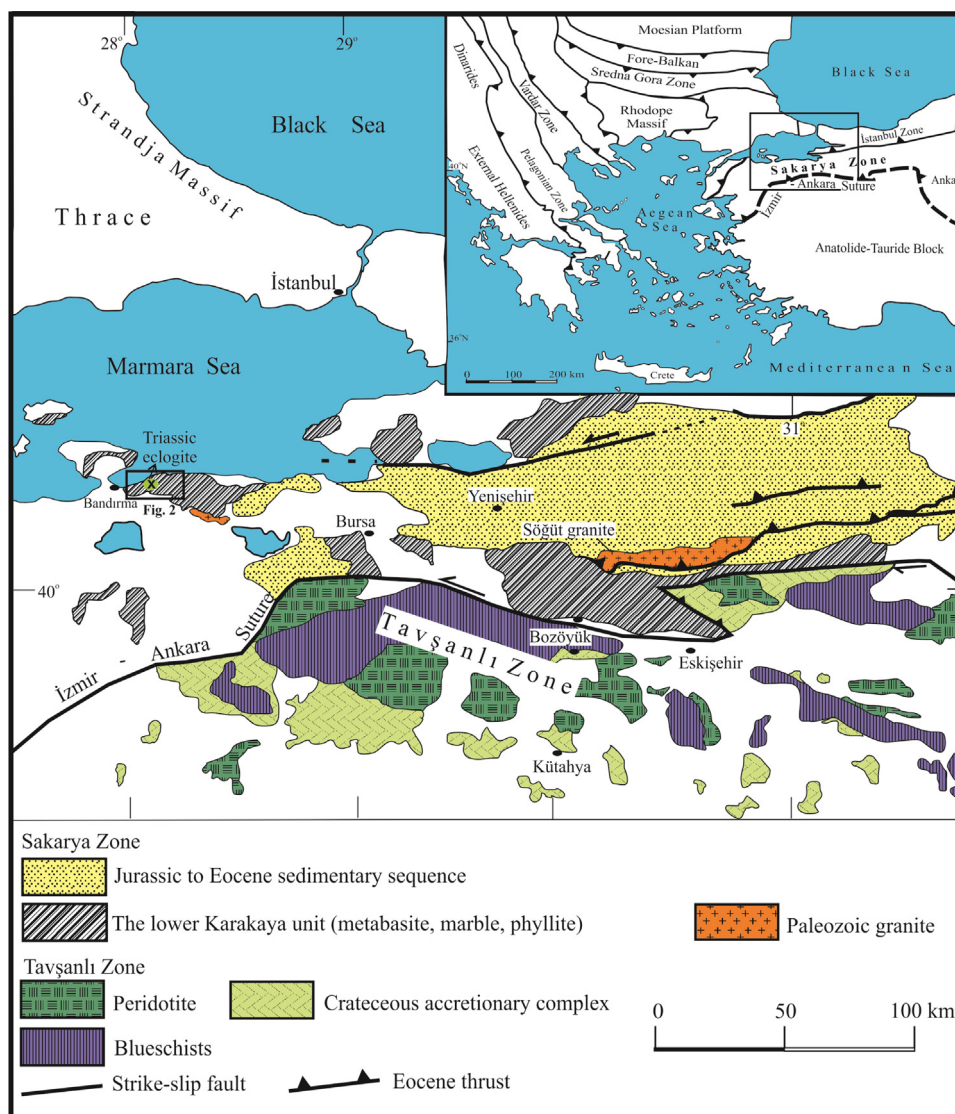 28°
29
Strandja Massif
Black Sea
Thrace
İstanbul
Marmara Sea
Moesian Platform
Fore-Balkan
Sredna Gora Zone
Black Sea
Dinarides
Vardar Zone
Rhodope
Massif
İstanbul Zone
40°N
Sakarya Zone
Pelagonian Zone
External Hellenides
İzmir - Ankara Suture
Anka
Aegean
Sea
Anatolide-Tauride Block
36°N
0 100 200 km
Crete
Mediterranean Sea
31
Triassic
eclogite
x
Bandırma
Fig. 2
Yenişehir
Bursa
Söğüt granite
40°
Tavşanlı Zone
Bozöyük
Eskişehir
İzmir - Ankara Suture
Kütahya
Sakarya Zone
Jurassic to Eocene sedimentary sequence
The lower Karakaya unit (metabasite, marble, phyllite)
Paleozoic granite
Tavşanlı Zone
Peridotite
Crateceous accretionary complex
Blueschists
0 50 100 km
Strike-slip fault
Eocene thrust